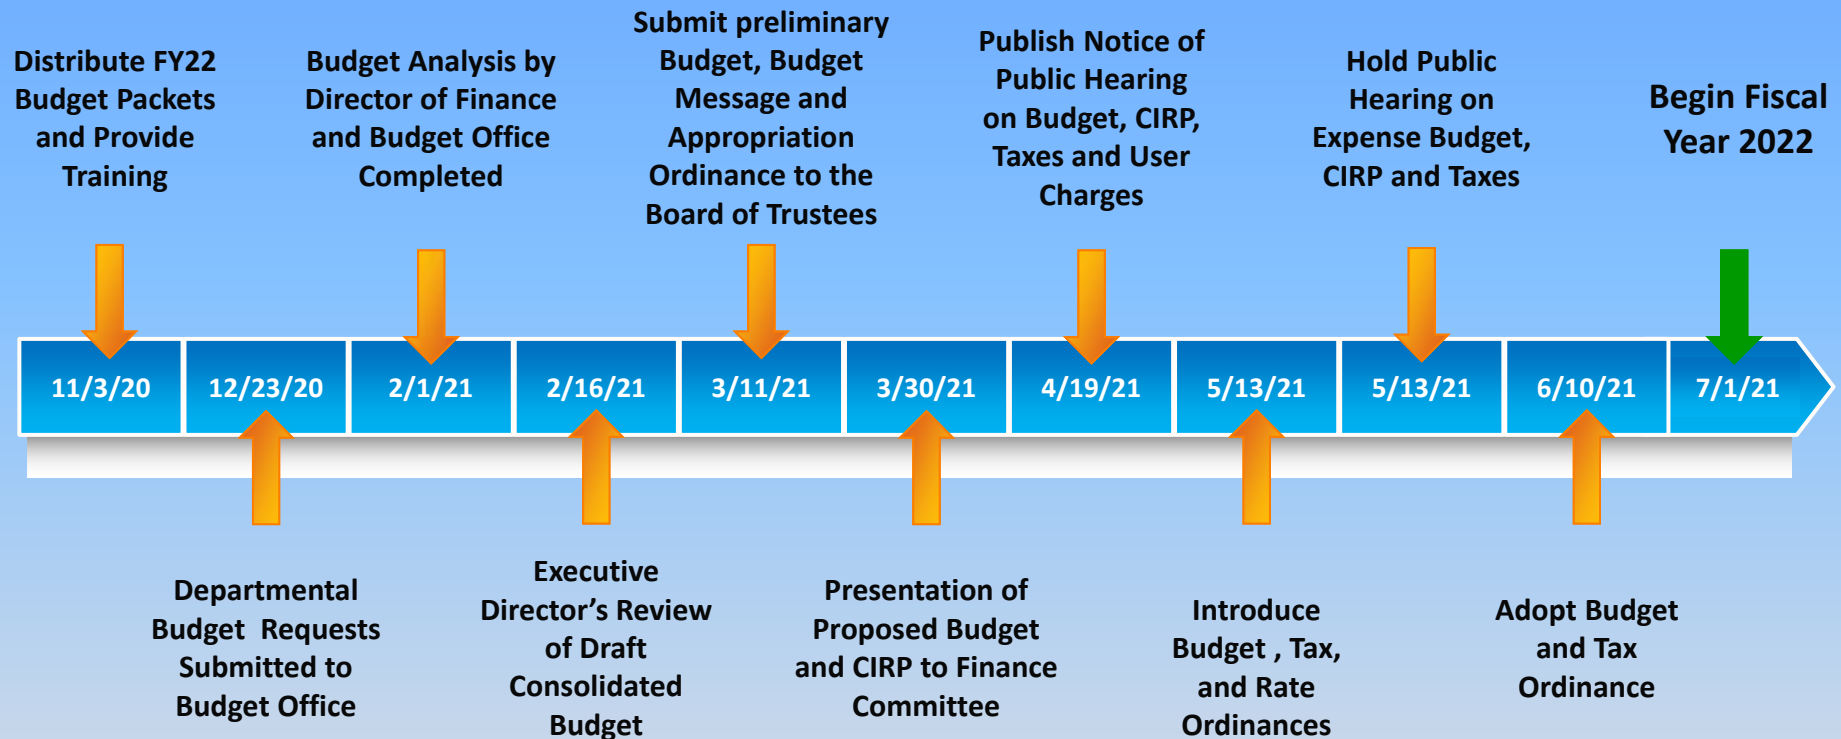 Distribute FY22
Budget Packets
and Provide
Training
Budget Analysis by
Director of Finance
and Budget Office
Completed
Submit preliminary
Budget, Budget
Message and
Appropriation
Ordinance to the
Board of Trustees
Publish Notice of
Public Hearing
on Budget, CIRP,
Taxes and User
Charges
Hold Public
Hearing on
Expense Budget,
CIRP and Taxes
Begin Fiscal
Year 2022
11/3/20
12/23/20
2/1/21
2/16/21
3/11/21
3/30/21
4/19/21
5/13/21
5/13/21
6/10/21
7/1/21
Departmental
Budget  Requests
Submitted to
Budget Office
Executive
Director’s Review
of Draft
Consolidated
Budget
Presentation of
Proposed Budget
and CIRP to Finance
Committee
Introduce
Budget , Tax,
and Rate
Ordinances
Adopt Budget
and Tax
Ordinance